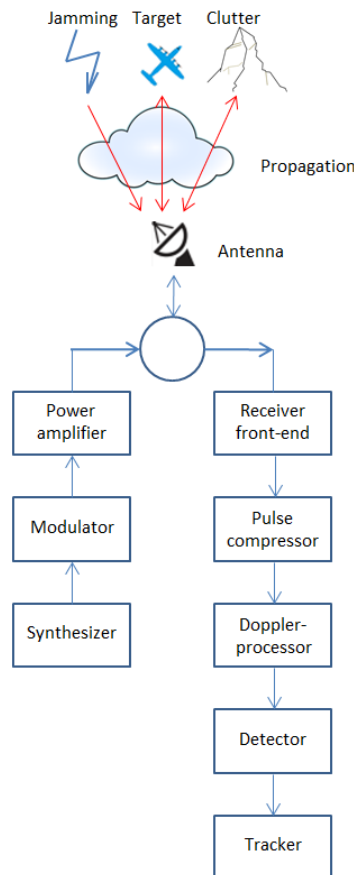 Jamming Target Clutter
Propagation
Antenna
Power
amplifier
Modulator
Synthesizer
Receiver
front-end
Pulse
compressor
Doppler-
processor
Detector
Tracker